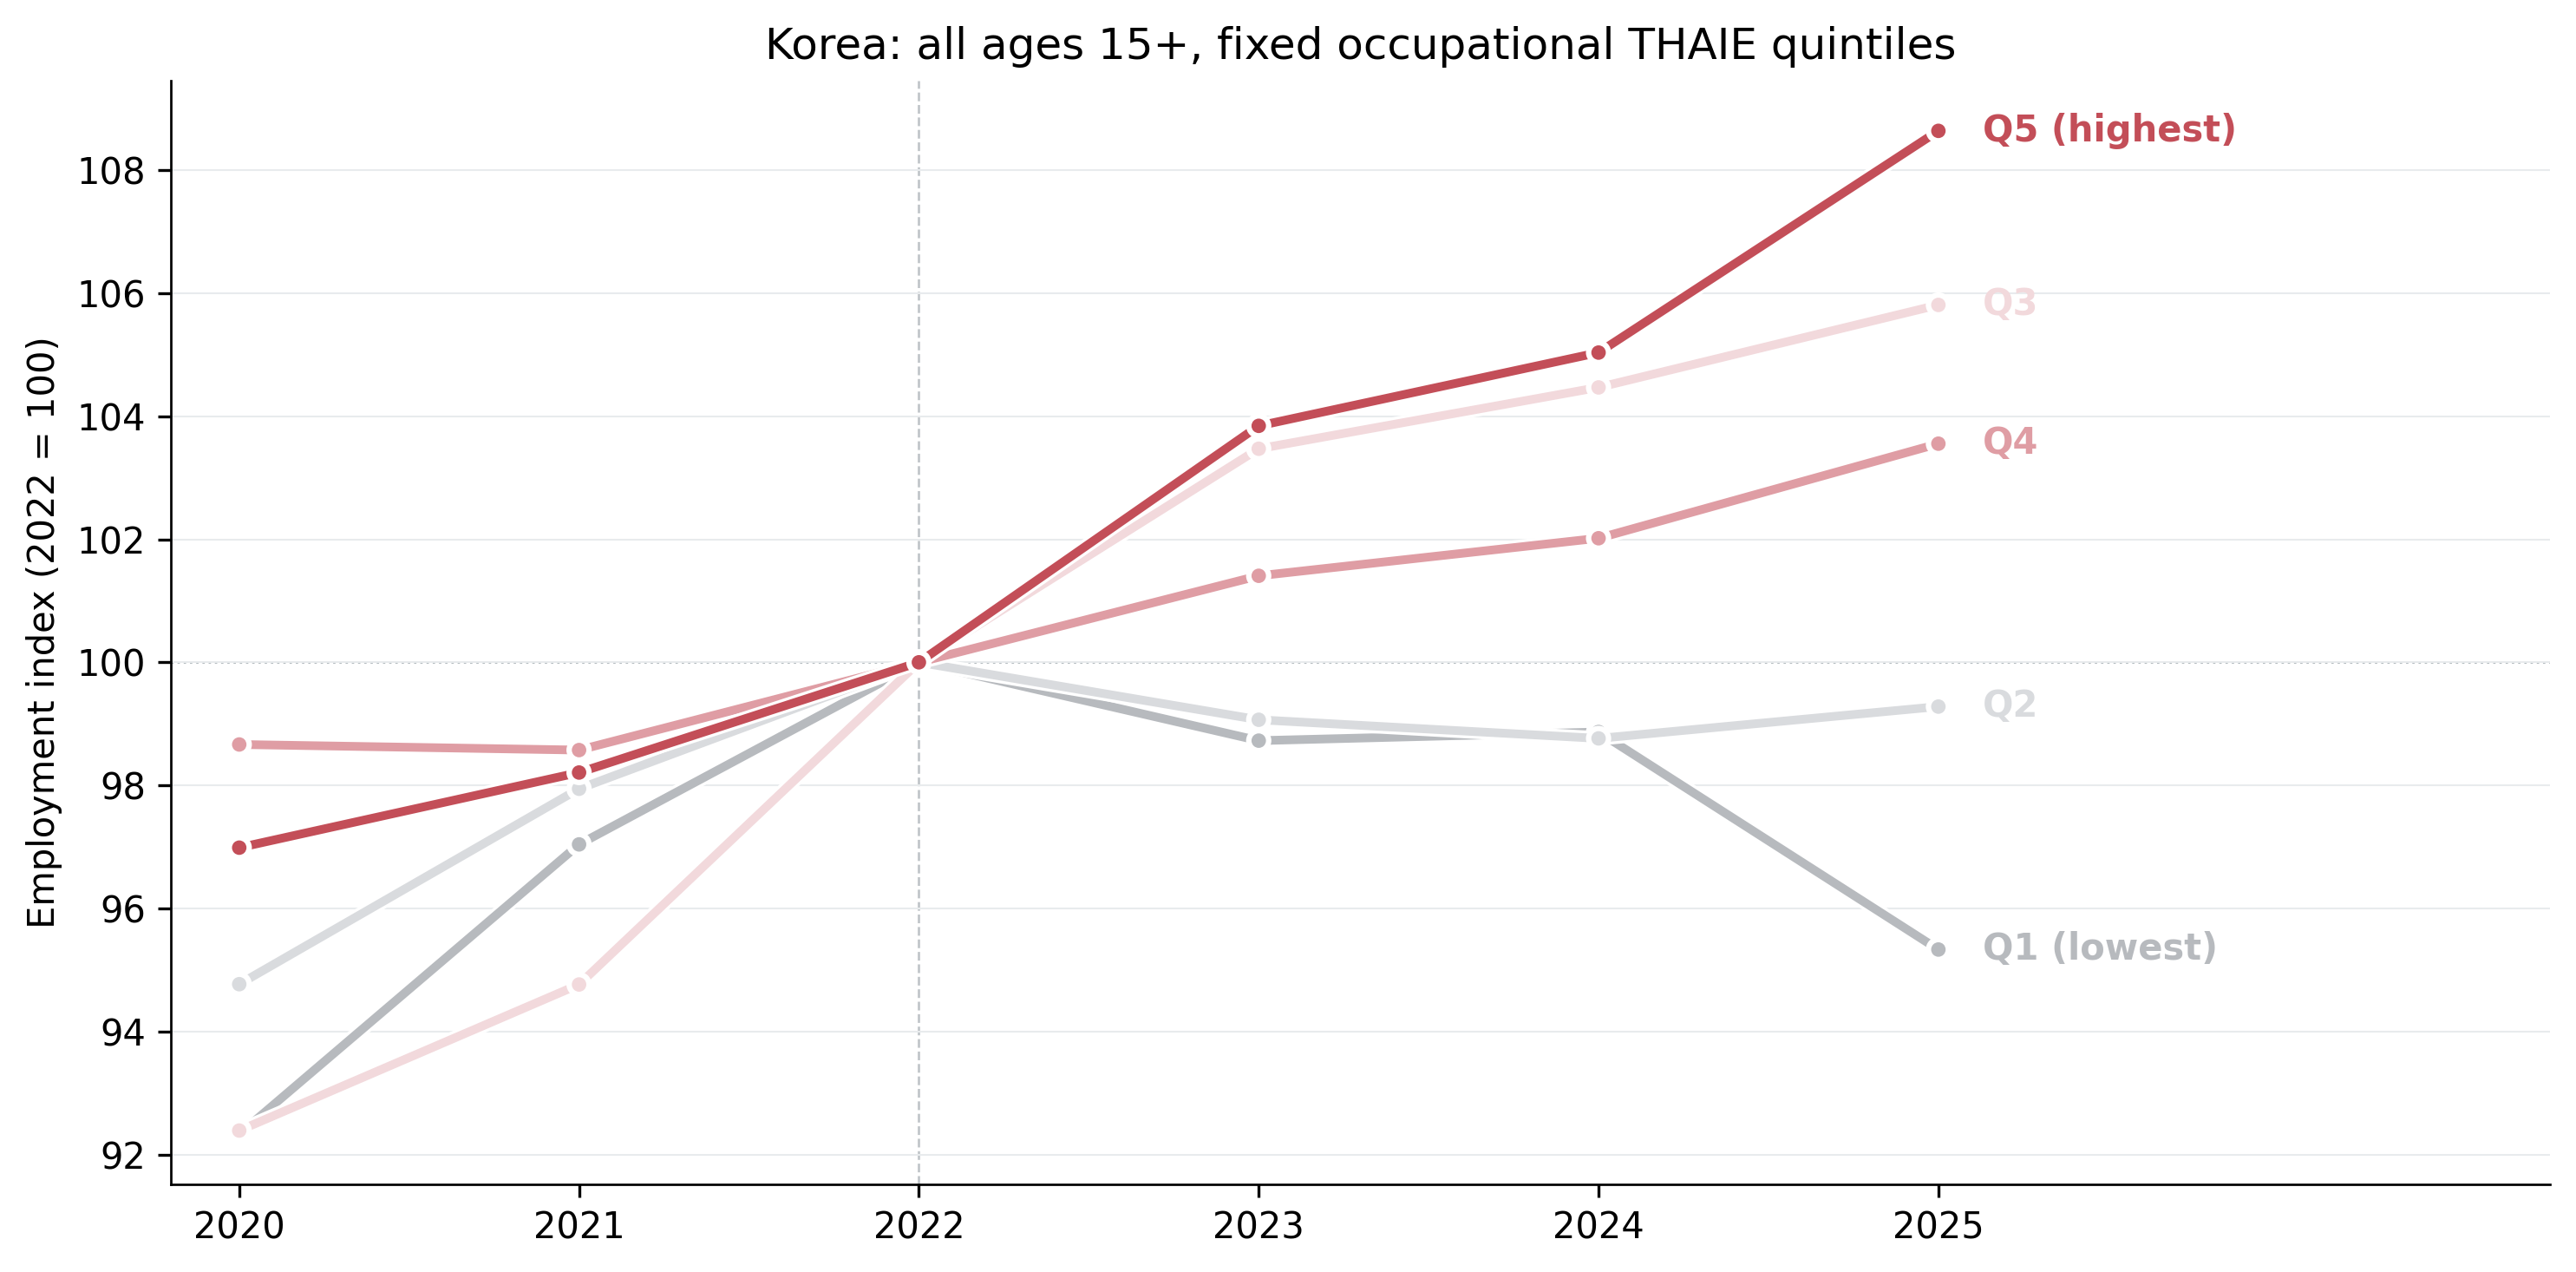 Korea: all ages 15+, fixed occupational THAIE quintiles
Employment index (2022 = 100)
108
106
104
102
100
98
96
94
92
Q5 (highest)
Q3
Q4
Q2
Q1 (lowest)
2020
2021
2022
2023
2024
2025